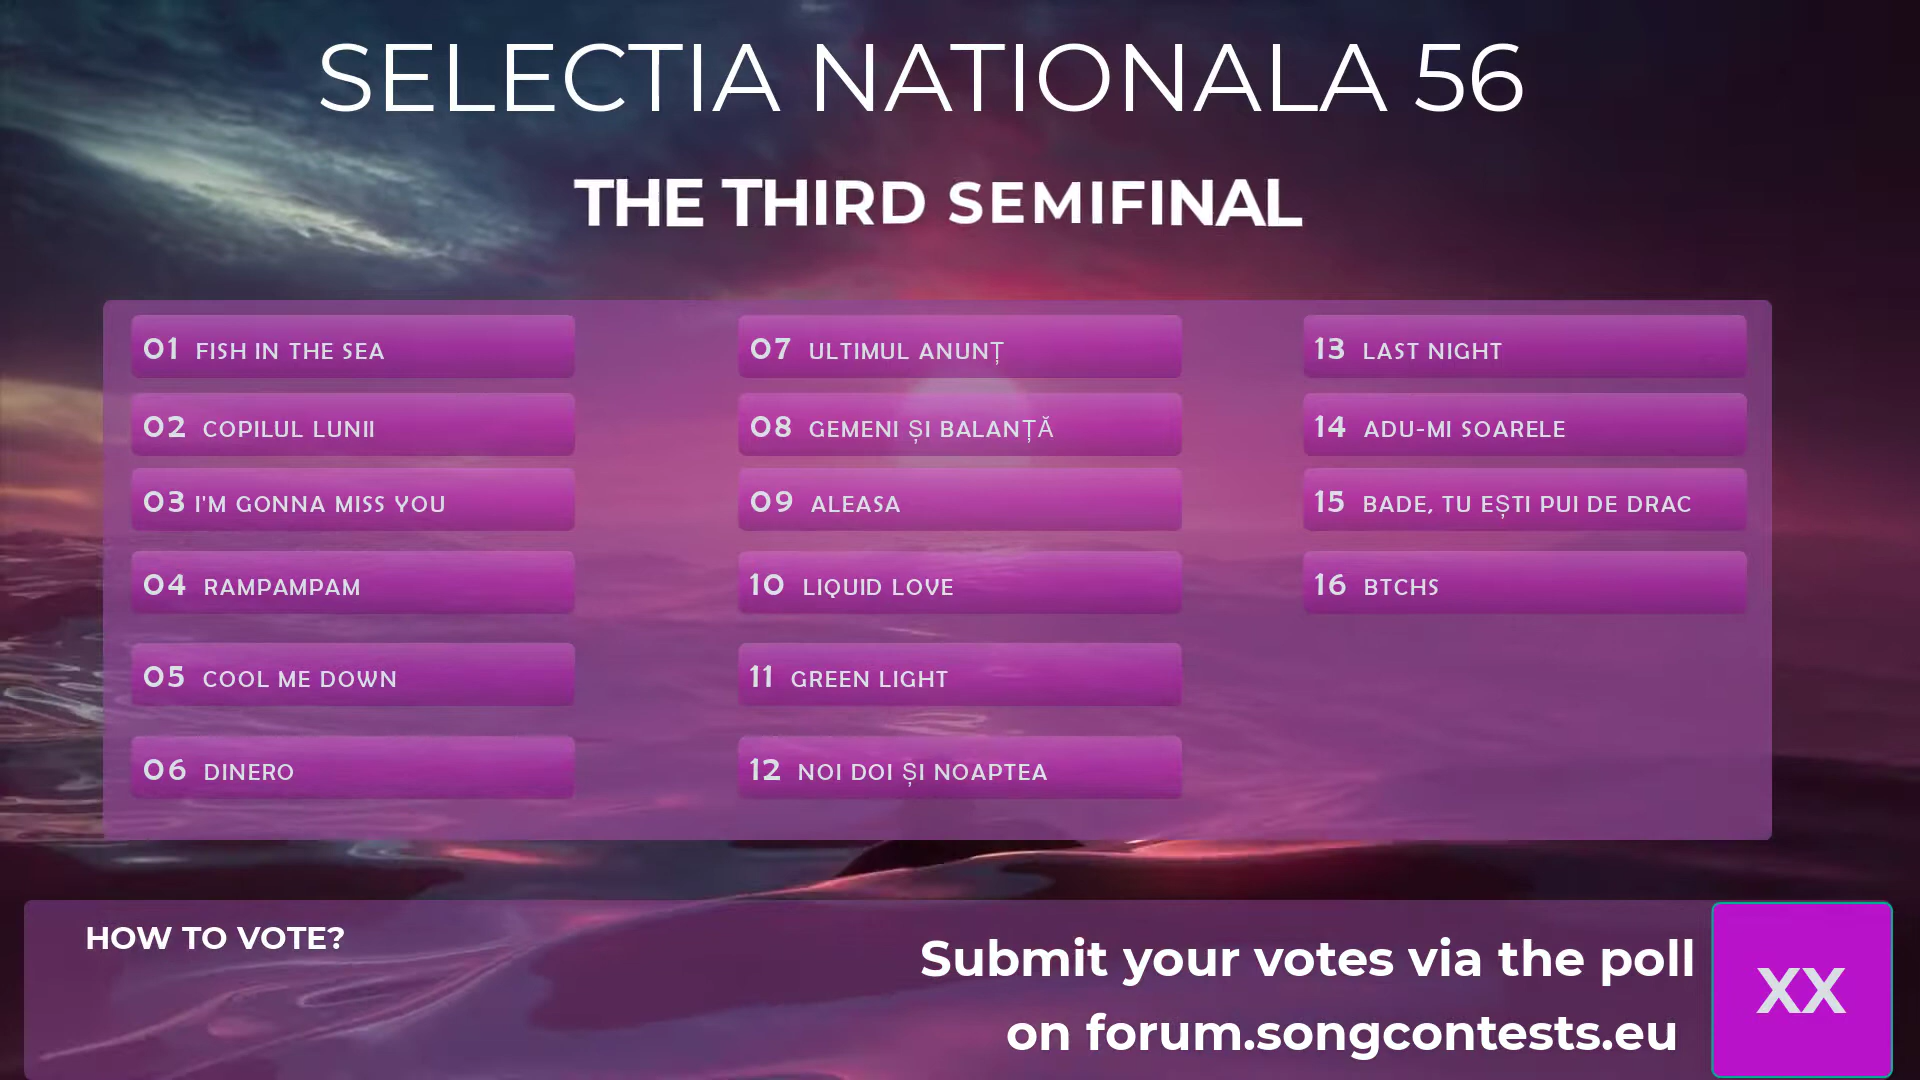 SELECTIA NATIONALA 56
THE THIRD SEMIFINAL
01 FISH IN THE SEA
02 COPILUL LUNII
03 I'M GONNA MISS YOU
04 RAMPAMPAM
05 COOL ME DOWN
06 DINERO
07 ULTIMUL ANUNȚ
08 GEMENI ȘI BALANȚĂ
09 ALEASA
10 LIQUID LOVE
11 GREEN LIGHT
12 NOI DOI ȘI NOAPTEA
13 LAST NIGHT
14 ADU-MI SOARELE
15 BADE, TU EȘTI PUI DE DRAC
16 BTCHS
HOW TO VOTE?
Submit your votes via the poll
on forum.songcontests.eu
XX